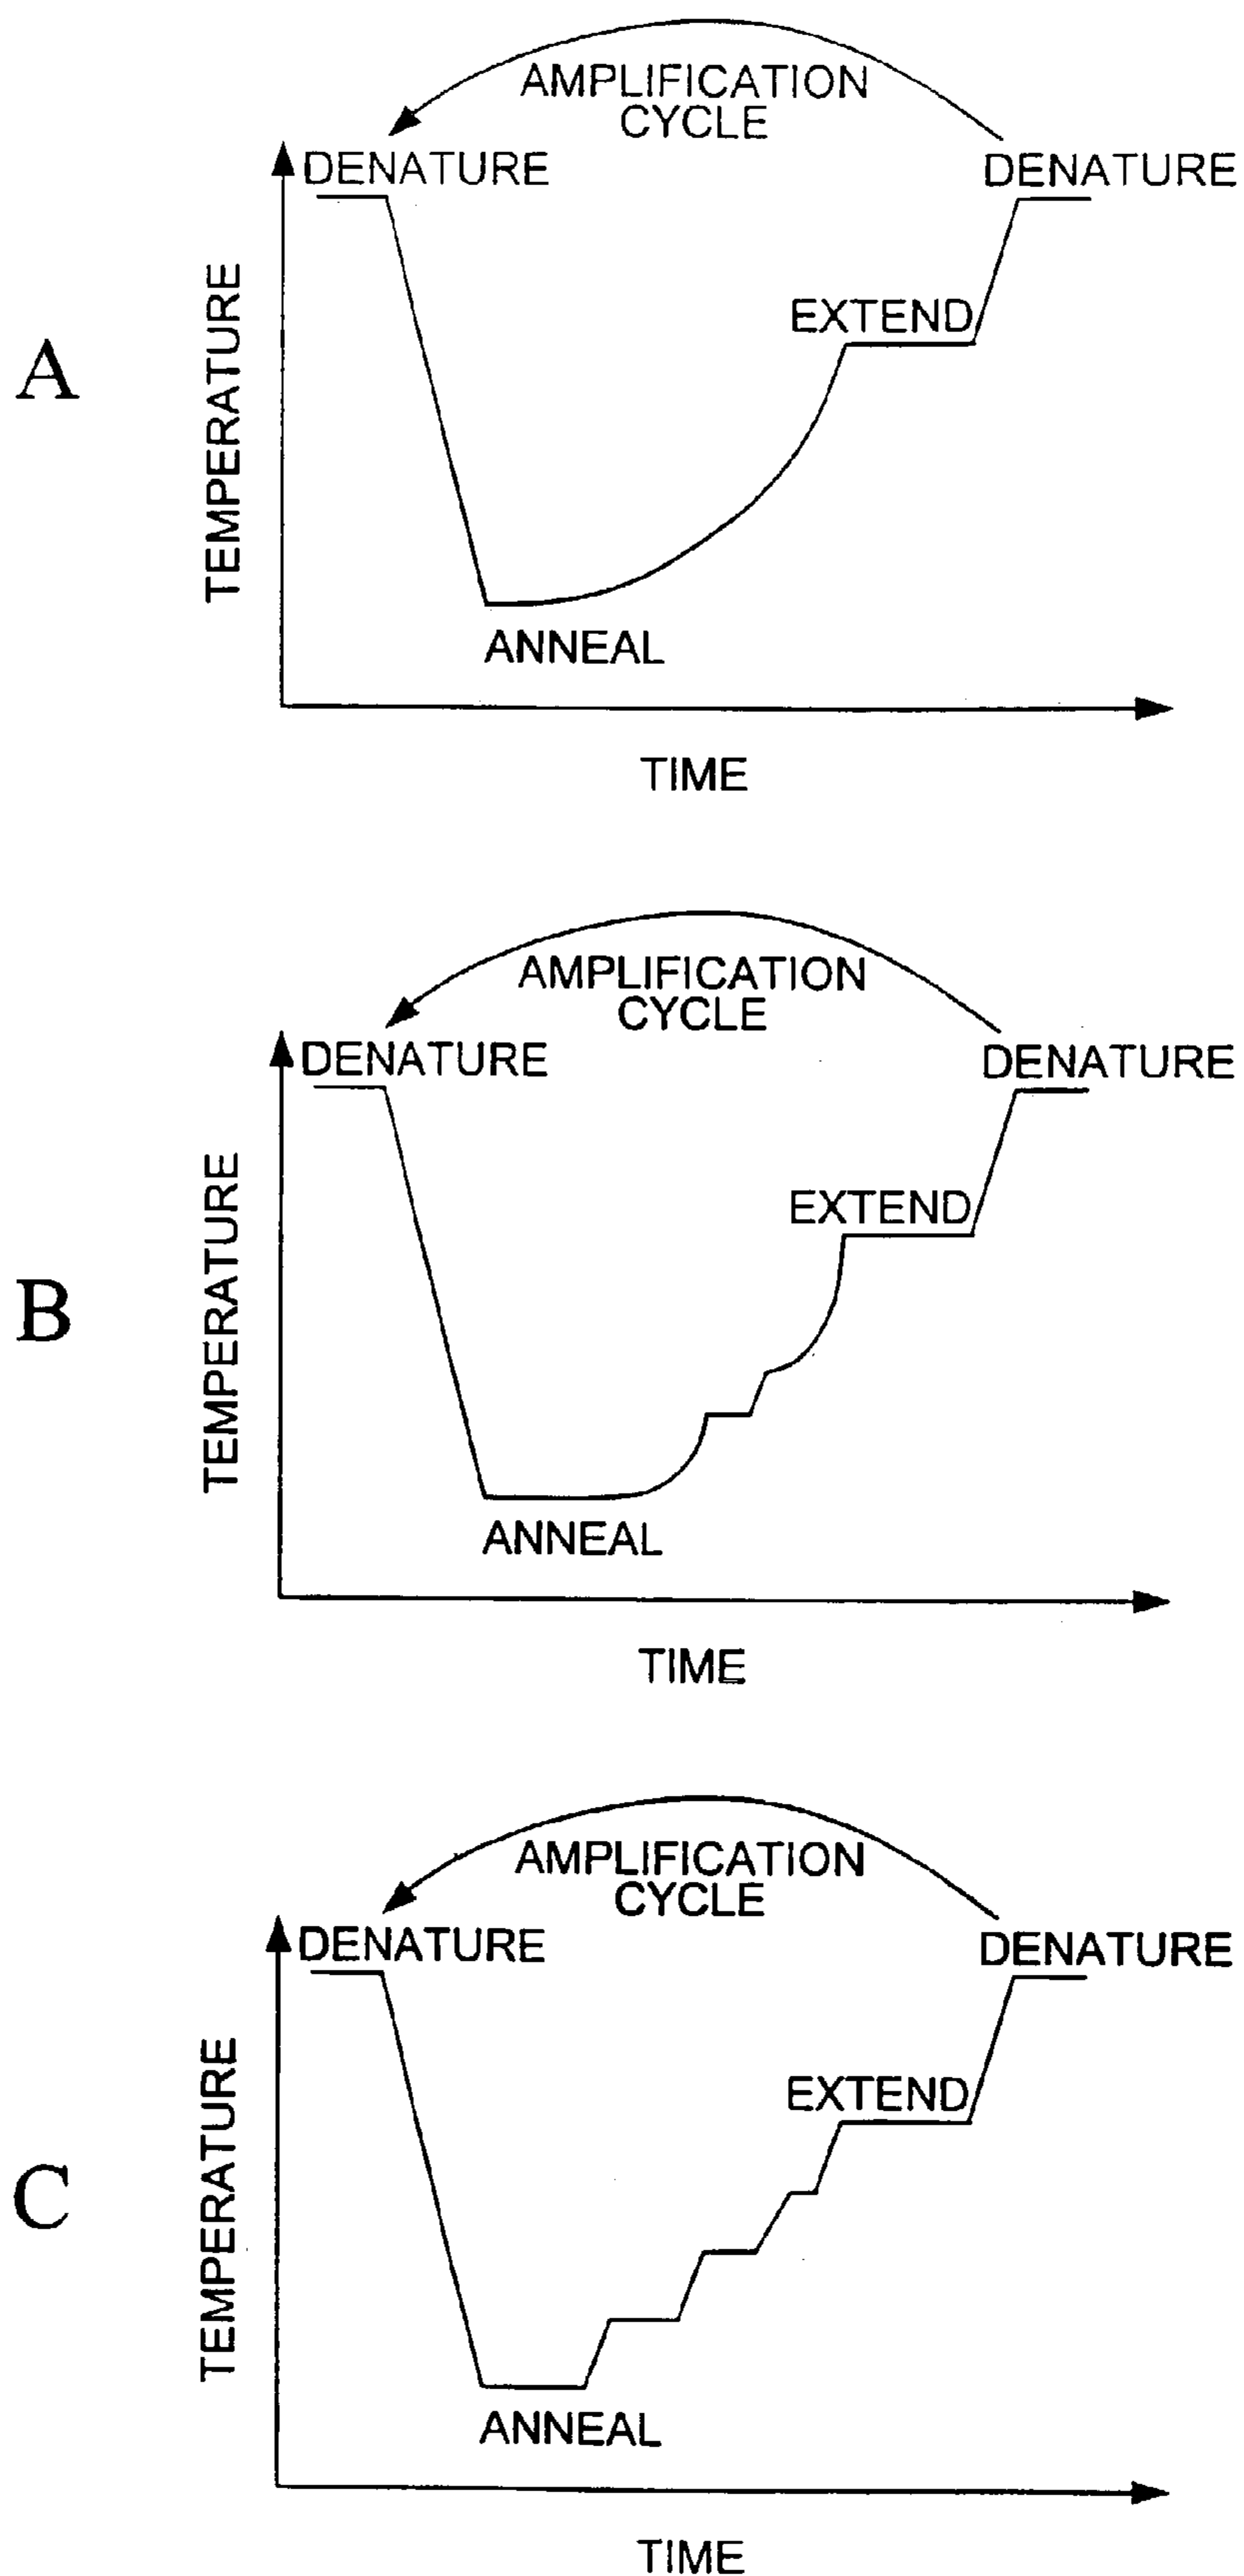 AMPLIFICATION
CYCLE
DENATURE
DENATURE
A
TEMPERATURE
EXTEND
ANNEAL
TIME
AMPLIFICATION
CYCLE
DENATURE
DENATURE
B
TEMPERATURE
EXTEND
ANNEAL
TIME
AMPLIFICATION
CYCLE
DENATURE
DENATURE
C
TEMPERATURE
EXTEND
ANNEAL
TIME